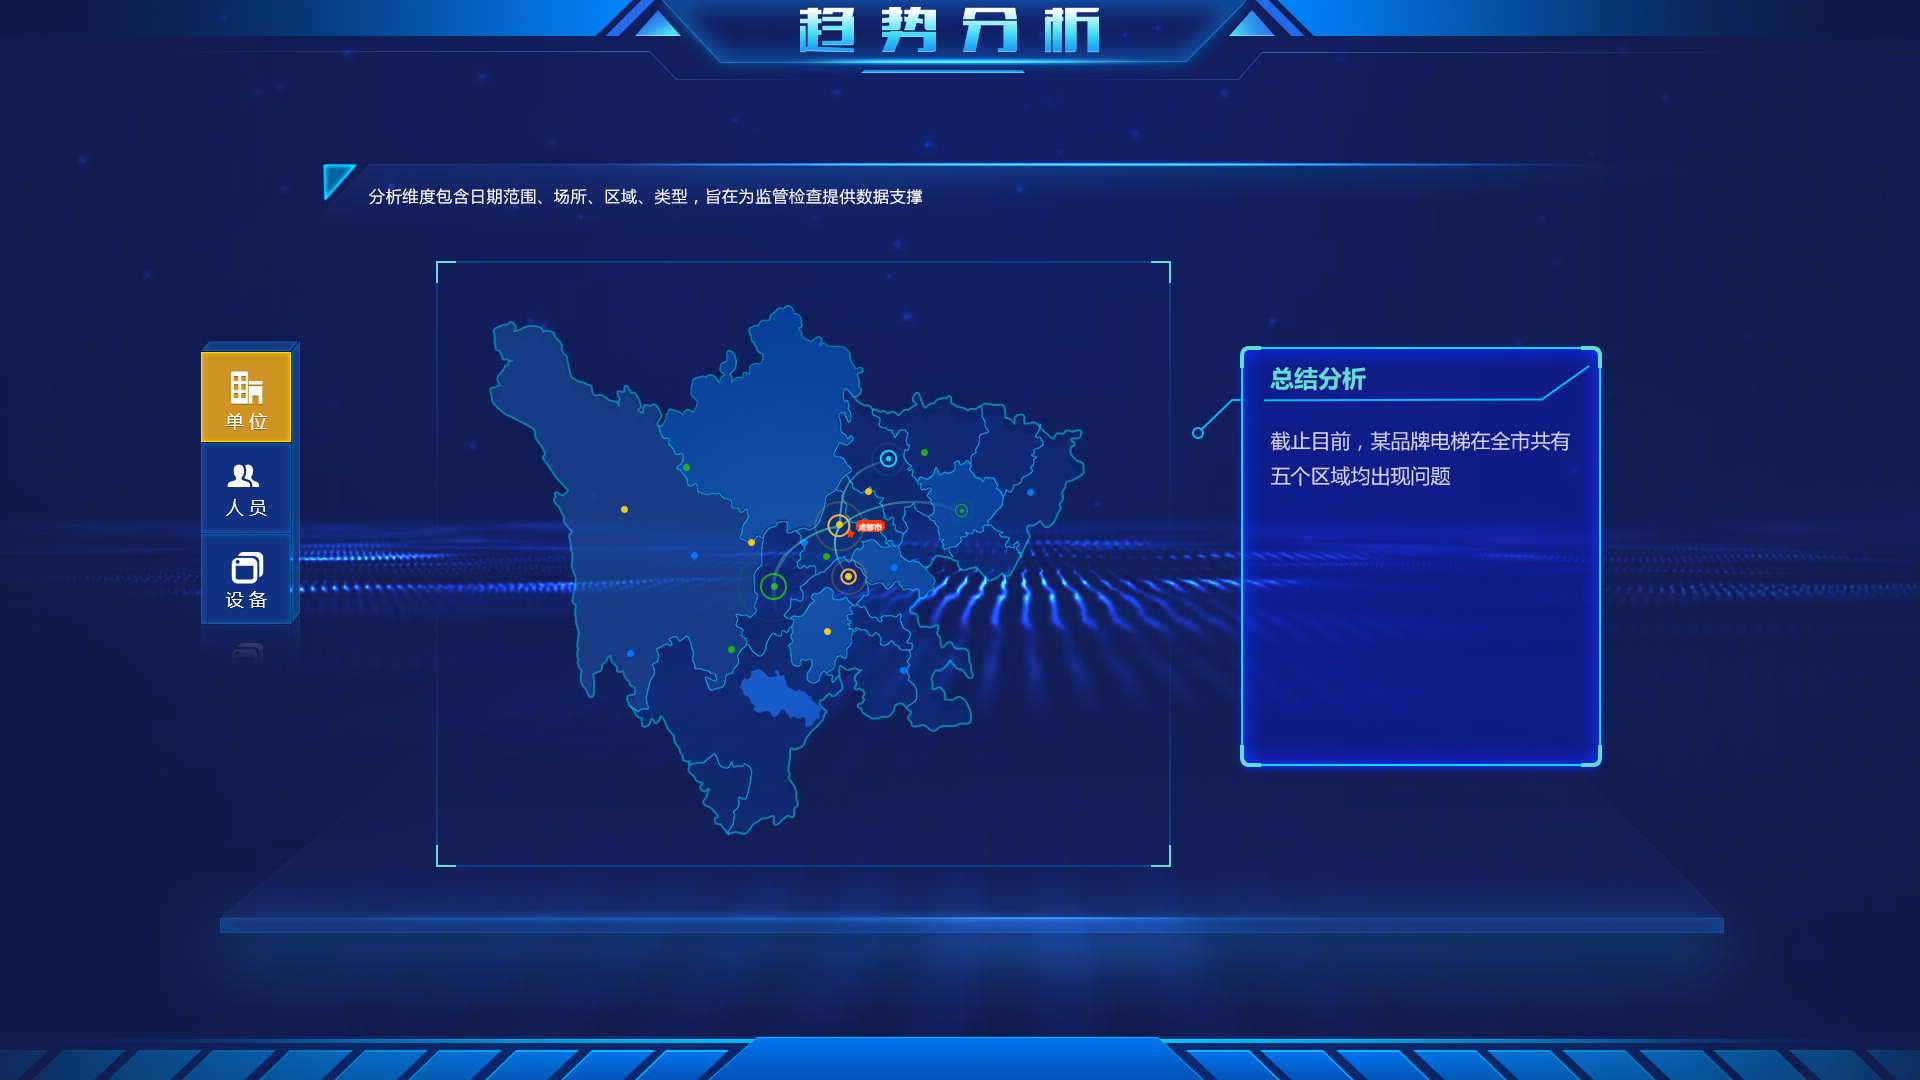 趋势分析
分析维度包含日期范围、场所、区域、类型，旨在为监管检查提供数据支撑
单位
人员
设备
成都市
总结分析
截止目前，某品牌电梯在全市共有
五个区域均出现问题